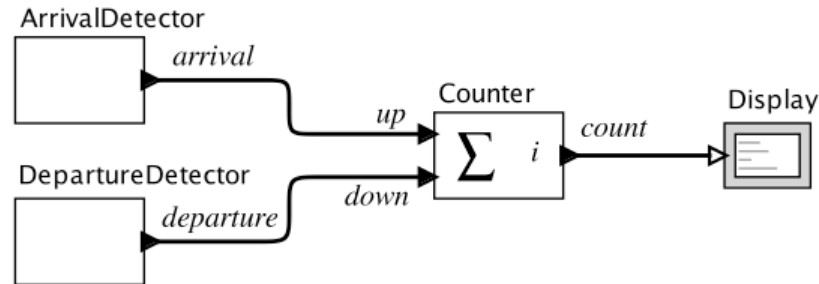 ArrivalDetector
arrival
up
Counter
∑
i
count
Display
DepartureDetector
departure
down